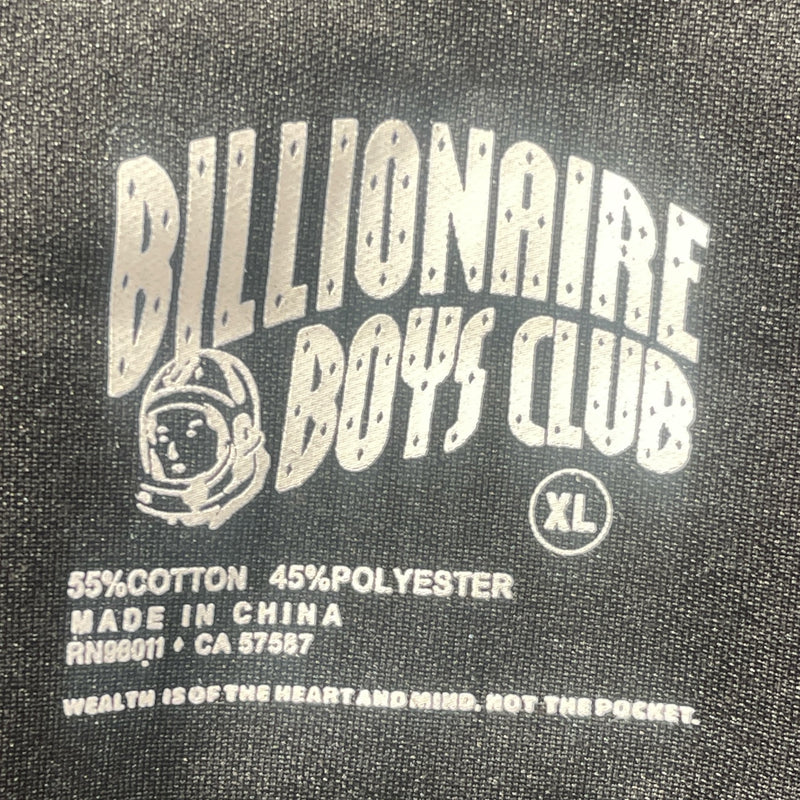 BILLIONAIRE
BOYS CLUB
XL
55%COTTON 45%POLYESTER
MADE IN CHINA
RN98011 ♦ CA 57587
WEALTH IS OF THE HEART AND MIND. NOT THE POCKET.